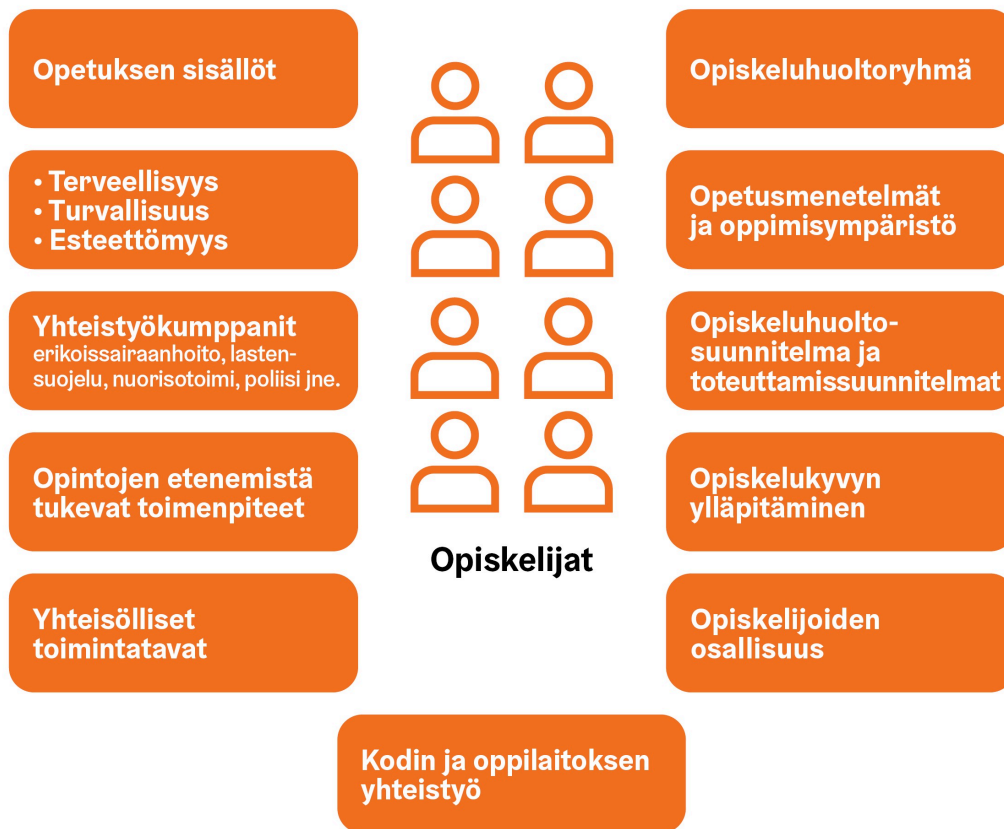 Opetuksen sisällöt
• Terveellisyys
• Turvallisuus
• Esteettömyys
Yhteistyökumppanit
erikoissairaanhoito, lasten-
suojelu, nuorisotoimi, poliisi jne.
Opintojen etenemistä
tukevat toimenpiteet
Yhteisölliset
toimintatavat
Opiskelijat
Opiskeluhuoltoryhmä
Opetusmenetelmät
ja oppimisympäristö
Opiskeluhuolto-
suunnitelma ja
toteuttamissuunnitelmat
Opiskelukyvyn
ylläpitäminen
Opiskelijoiden
osallisuus
Kodin ja oppilaitoksen
yhteistyö